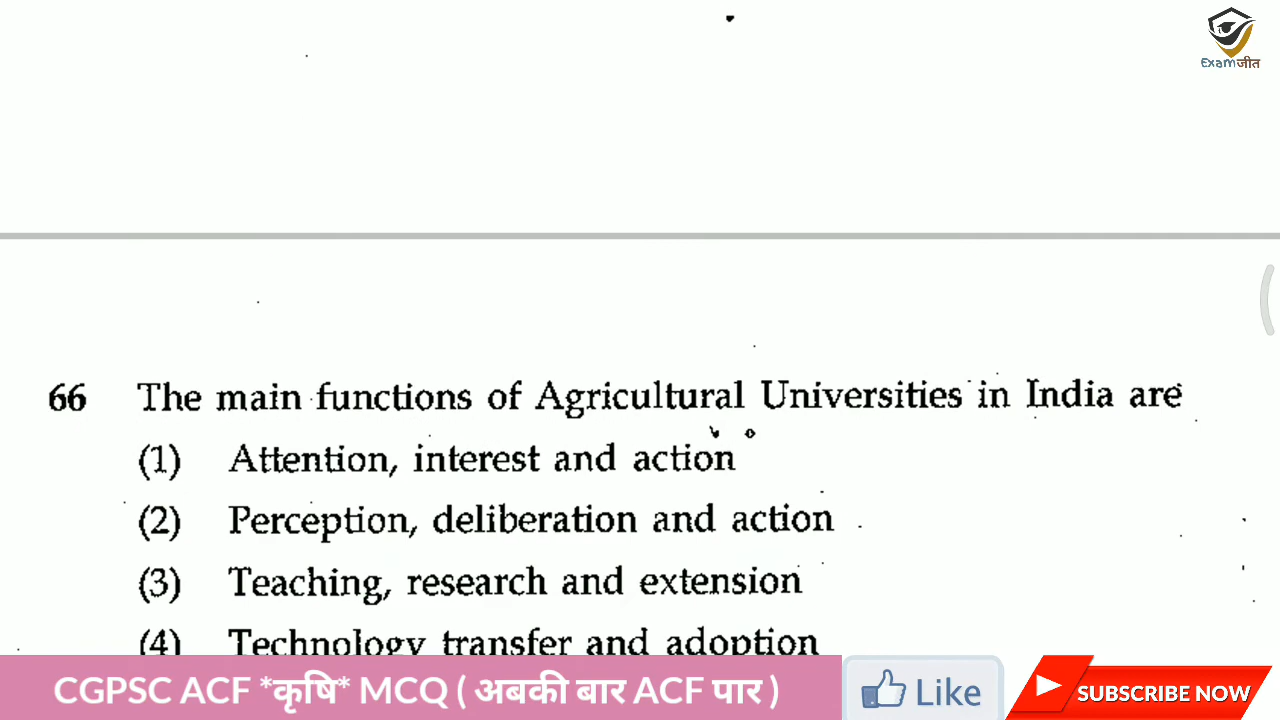 Examजीत
66 The main functions of Agricultural Universities in India are
(1) Attention, interest and action
(2) Perception, deliberation and action
(3) Teaching, research and extension
(4) Technology transfer and adoption
CGPSC ACF *कृषि* MCQ ( अबकी बार ACF पार )
Like
SUBSCRIBE NOW